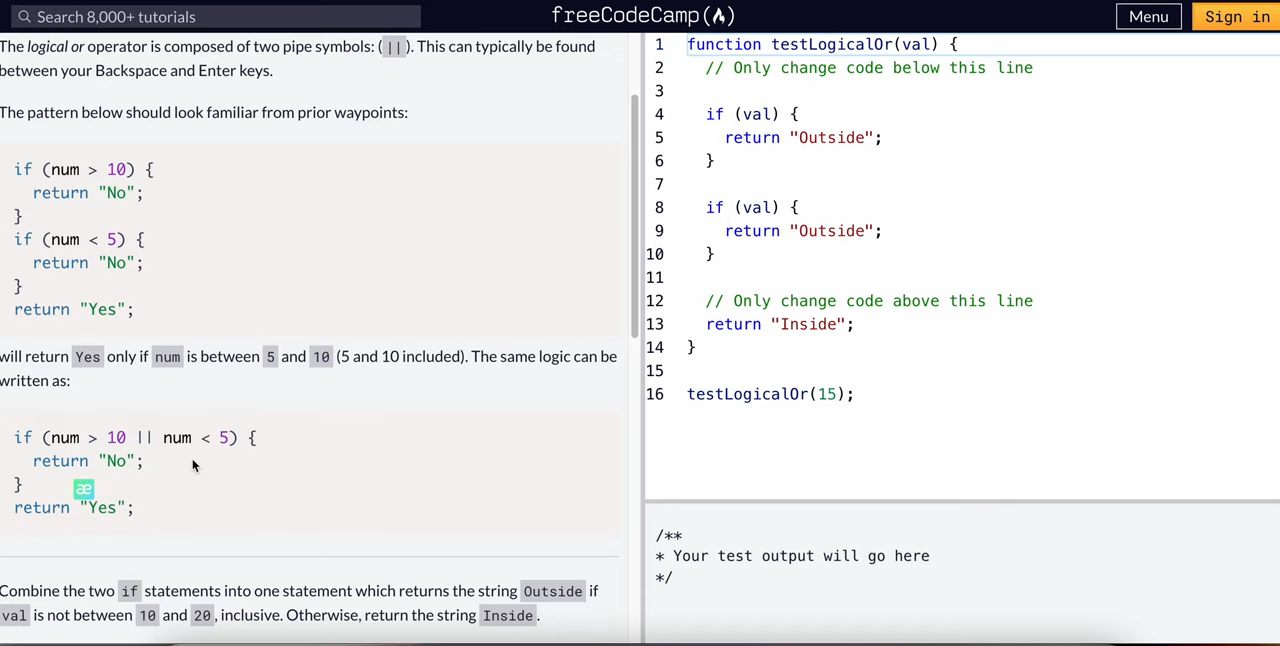 Search 8,000+ tutorials
freeCodeCamp
Menu
Sign in
The logical or operator is composed of two pipe symbols: (||). This can typically be found
between your Backspace and Enter keys.
The pattern below should look familiar from prior waypoints:
if (num > 10) {
  return "No";
}
if (num < 5) {
  return "No";
}
return "Yes";
will return Yes only if num is between 5 and 10 (5 and 10 included). The same logic can be
written as:
if (num > 10 || num < 5) {
  return "No";
}
æ
return "Yes";
Combine the two if statements into one statement which returns the string Outside if
val is not between 10 and 20, inclusive. Otherwise, return the string Inside.
1 function testLogicalOr(val) {
2   // Only change code below this line
3
4   if (val) {
5     return "Outside";
6   }
7
8   if (val) {
9     return "Outside";
10   }
11
12   // Only change code above this line
13   return "Inside";
14 }
15
16 testLogicalOr(15);
/**
* Your test output will go here
*/